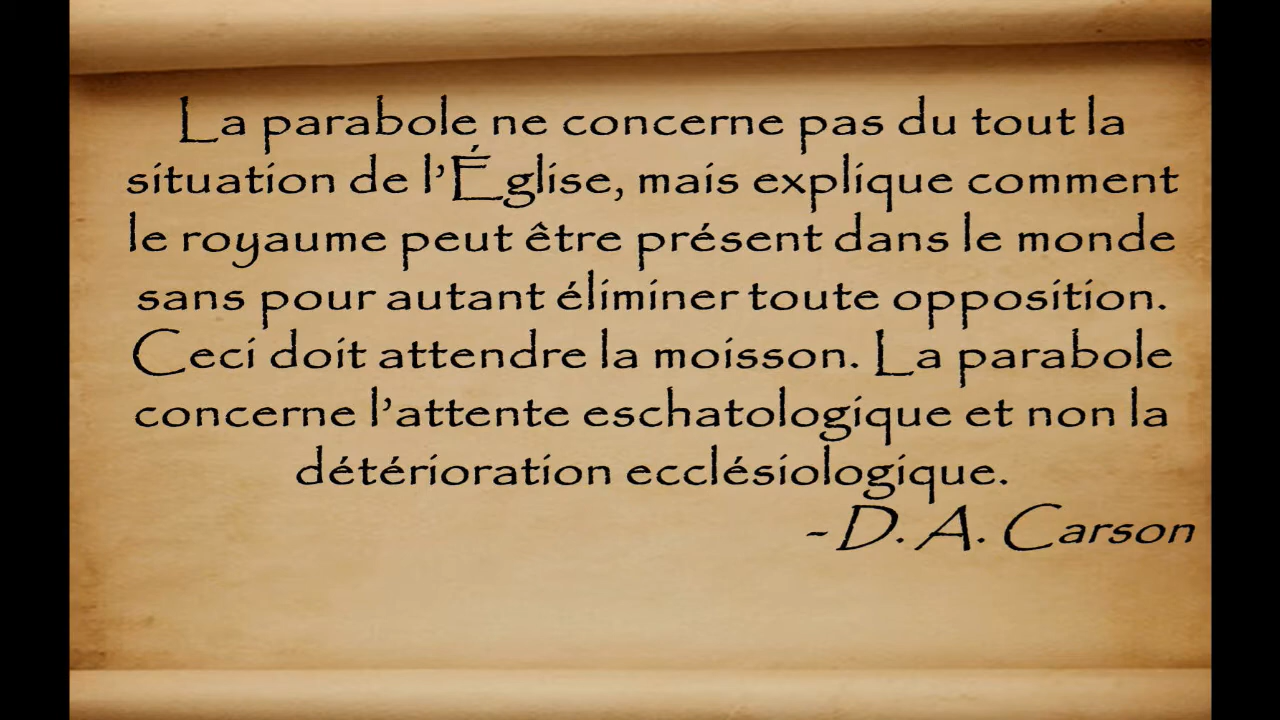 La parabole ne concerne pas du tout la
situation de l’Église, mais explique comment
le royaume peut être présent dans le monde
sans pour autant éliminer toute opposition.
Ceci doit attendre la moisson. La parabole
concerne l’attente eschatologique et non la
détérioration ecclésiologique.
- D. A. Carson